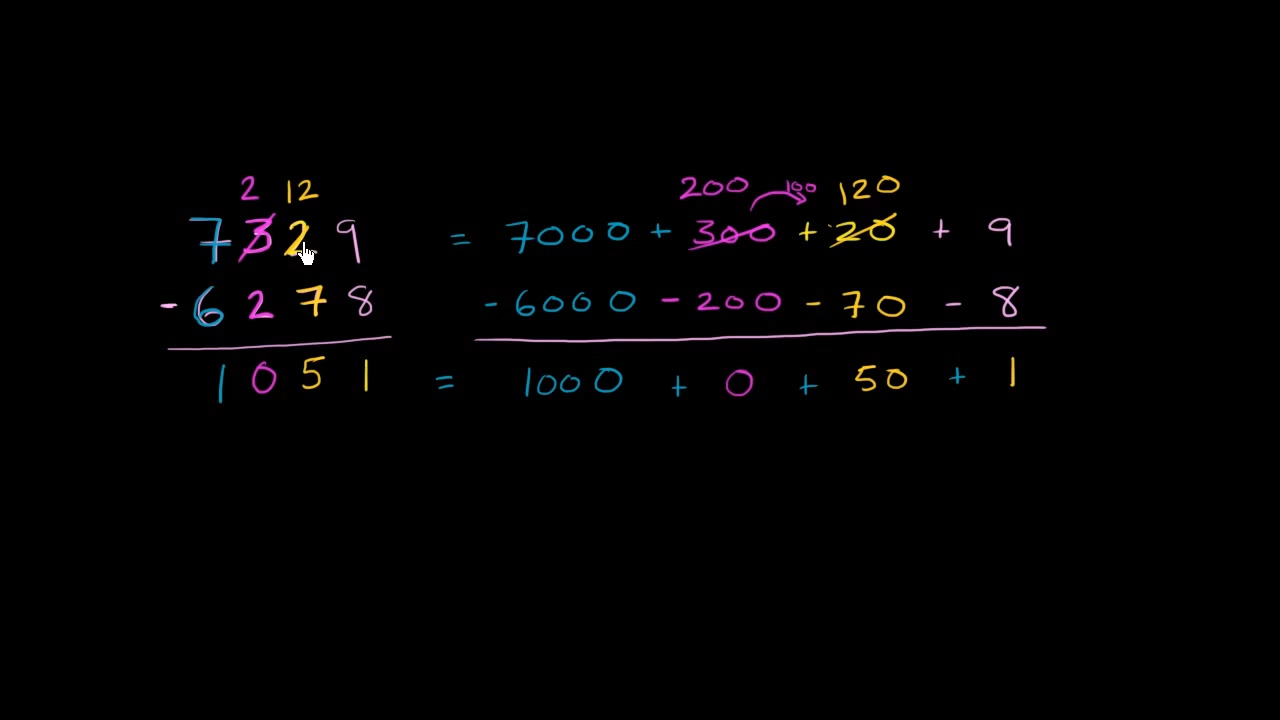 2 12 200 100 120
7 3 2 9 = 7000 + 300 + 20 + 9
- 6 2 7 8 - 6000 - 200 - 70 - 8
1 0 5 1 = 1000 + 0 + 50 + 1